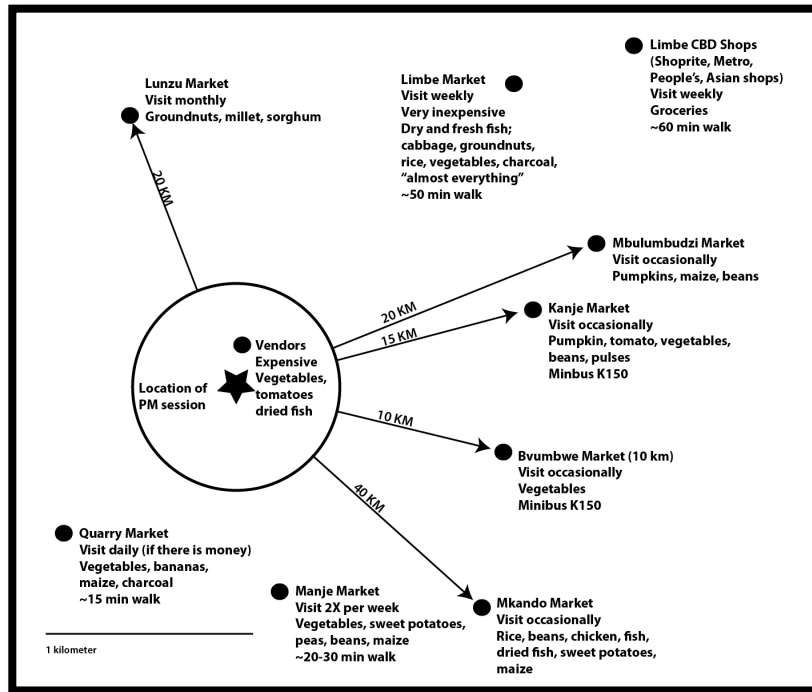 Lunzu Market
Visit monthly
Groundnuts, millet, sorghum
20 KM
Limbe Market
Visit weekly
Very inexpensive
Dry and fresh fish;
cabbage, groundnuts,
rice, vegetables, charcoal,
“almost everything”
~50 min walk
Limbe CBD Shops
(Shoprite, Metro,
People’s, Asian shops)
Visit weekly
Groceries
~60 min walk
Mbulumbudzi Market
Visit occasionally
Pumpkins, maize, beans
20 KM
15 KM
Kanje Market
Visit occasionally
Pumpkin, tomato, vegetables,
beans, pulses
Minbus K150
Vendors
Expensive
Vegetables,
tomatoes
dried fish
Location of
PM session
10 KM
Bvumbwe Market (10 km)
Visit occasionally
Vegetables
Minibus K150
40 KM
Quarry Market
Visit daily (if there is money)
Vegetables, bananas,
maize, charcoal
~15 min walk
Manje Market
Visit 2X per week
Vegetables, sweet potatoes,
peas, beans, maize
~20-30 min walk
Mkando Market
Visit occasionally
Rice, beans, chicken, fish,
dried fish, sweet potatoes,
maize
1 kilometer